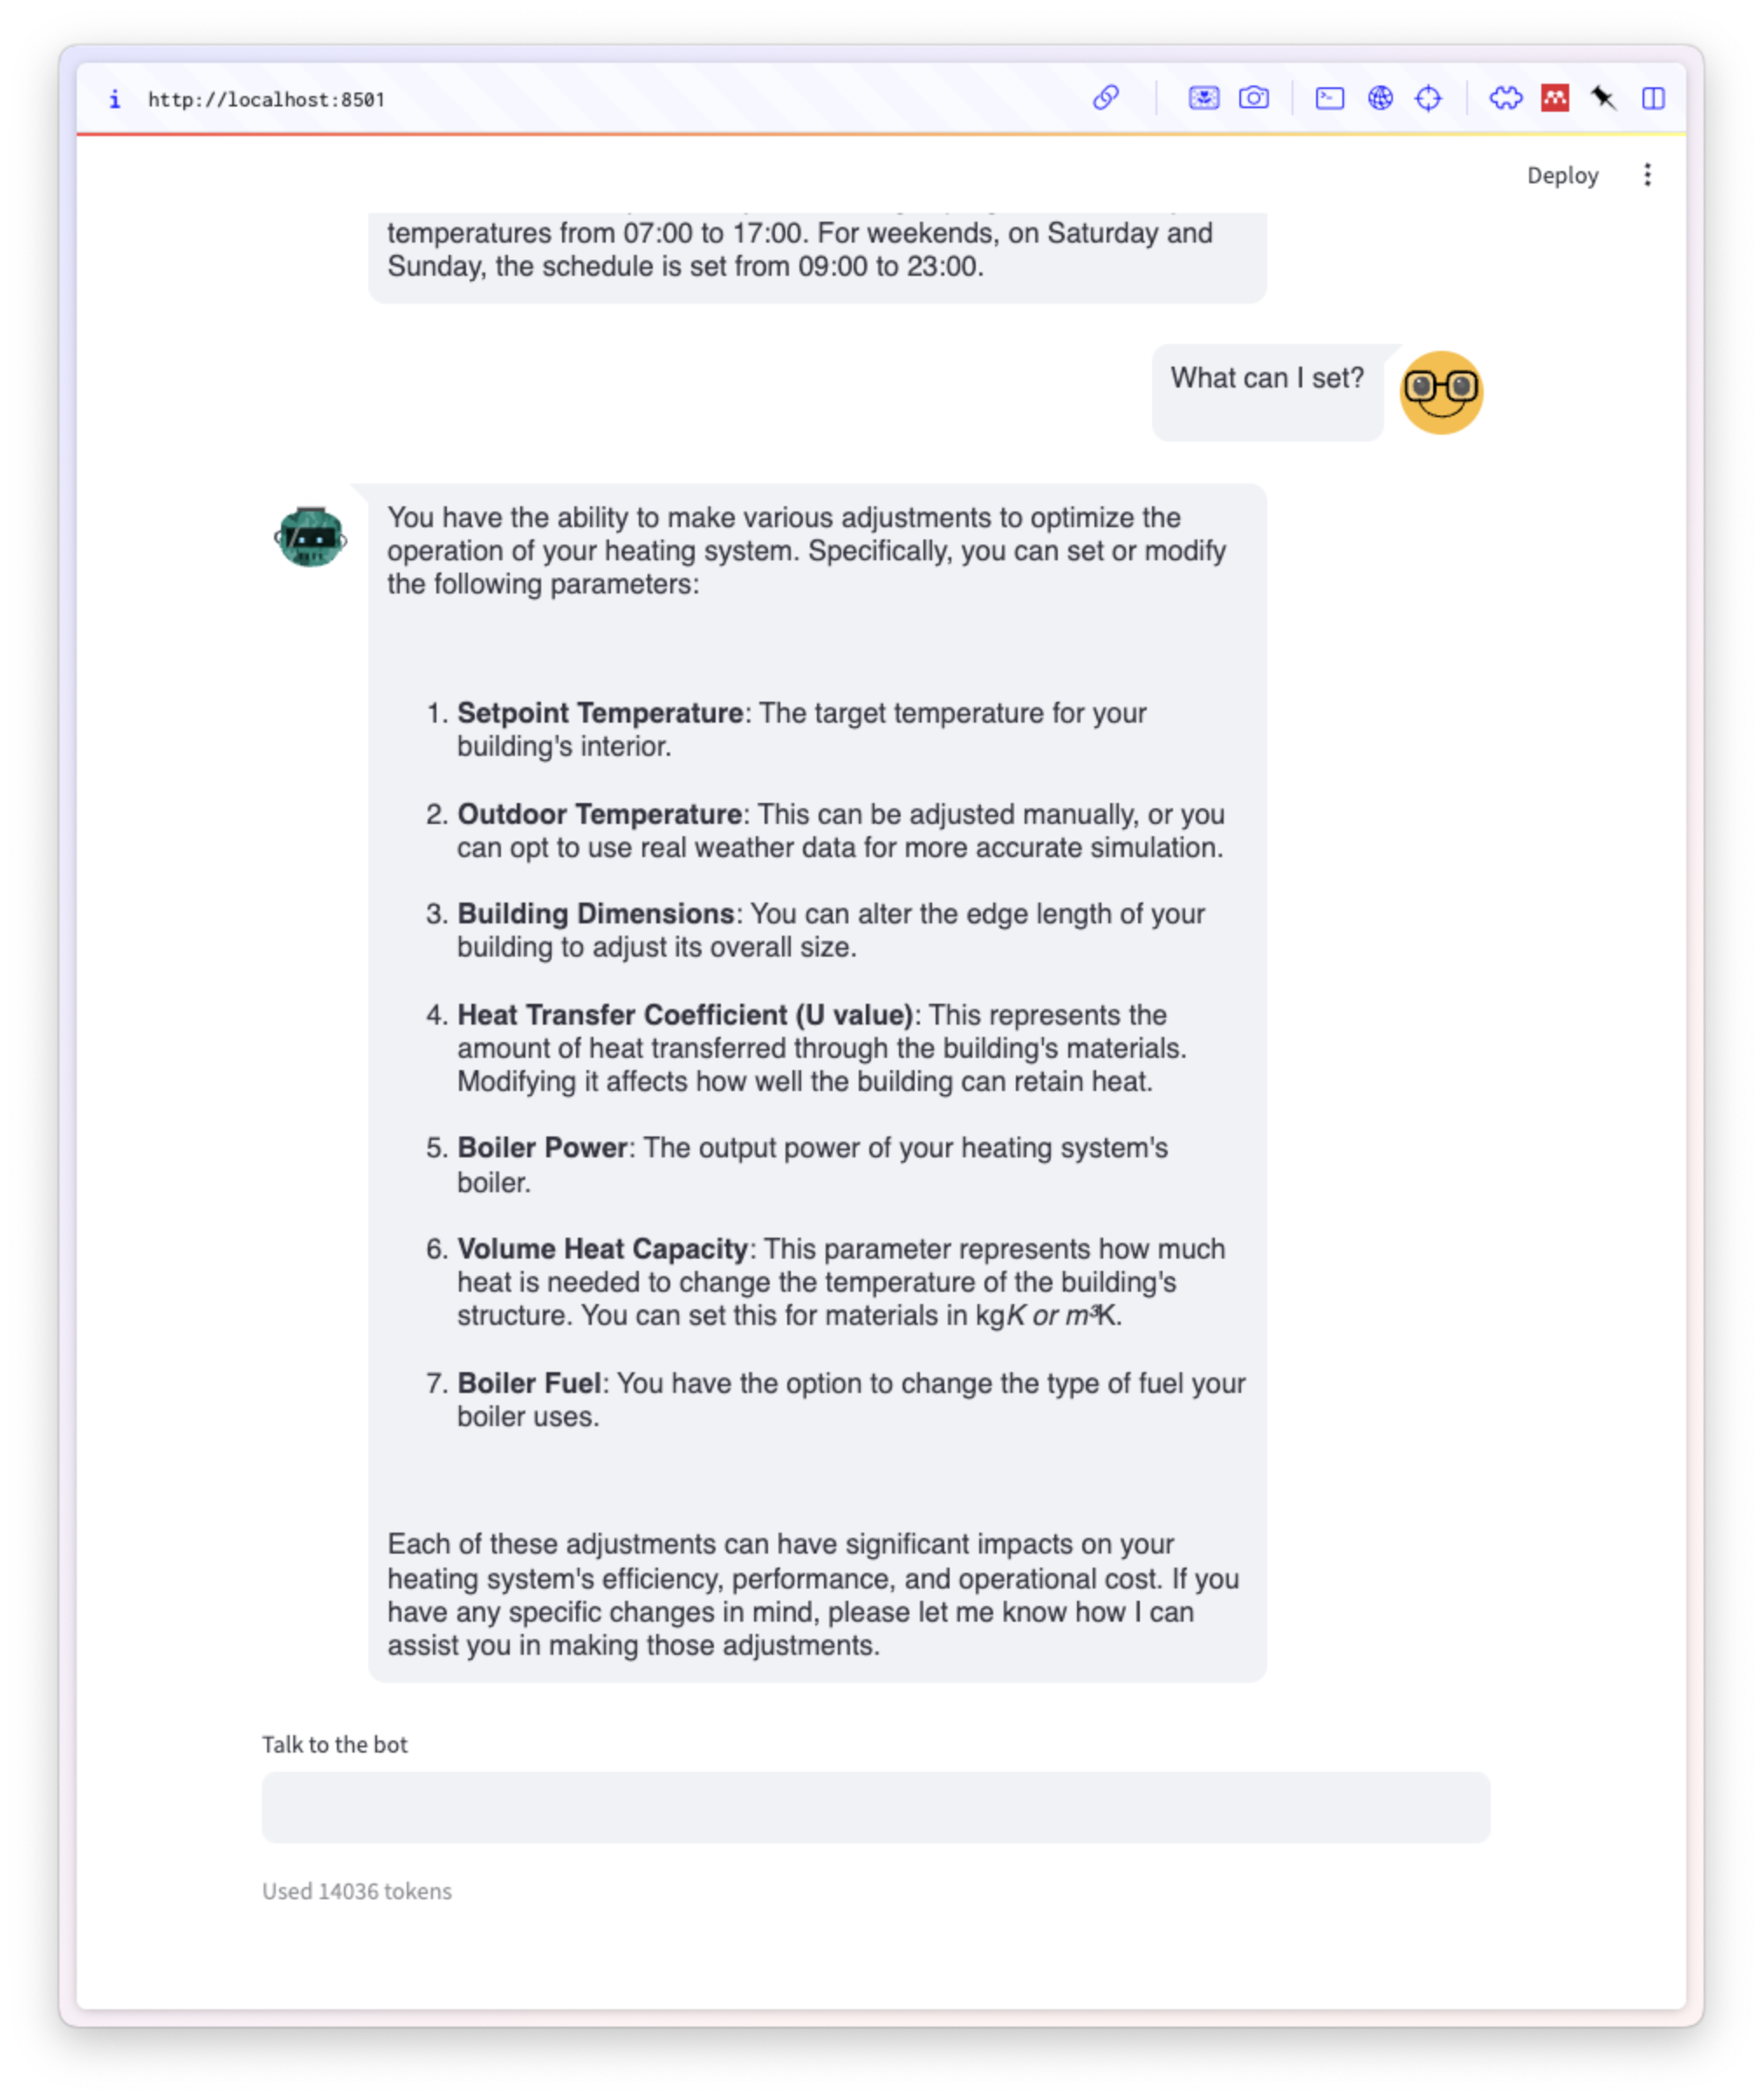 http://localhost:8501
Deploy
temperatures from 07:00 to 17:00. For weekends, on Saturday and
Sunday, the schedule is set from 09:00 to 23:00.
What can I set?
You have the ability to make various adjustments to optimize the
operation of your heating system. Specifically, you can set or modify
the following parameters:
1. Setpoint Temperature: The target temperature for your
building's interior.
2. Outdoor Temperature: This can be adjusted manually, or you
can opt to use real weather data for more accurate simulation.
3. Building Dimensions: You can alter the edge length of your
building to adjust its overall size.
4. Heat Transfer Coefficient (U value): This represents the
amount of heat transferred through the building's materials.
Modifying it affects how well the building can retain heat.
5. Boiler Power: The output power of your heating system's
boiler.
6. Volume Heat Capacity: This parameter represents how much
heat is needed to change the temperature of the building's
structure. You can set this for materials in kgK or m³K.
7. Boiler Fuel: You have the option to change the type of fuel your
boiler uses.
Each of these adjustments can have significant impacts on your
heating system's efficiency, performance, and operational cost. If you
have any specific changes in mind, please let me know how I can
assist you in making those adjustments.
Talk to the bot
Used 14036 tokens